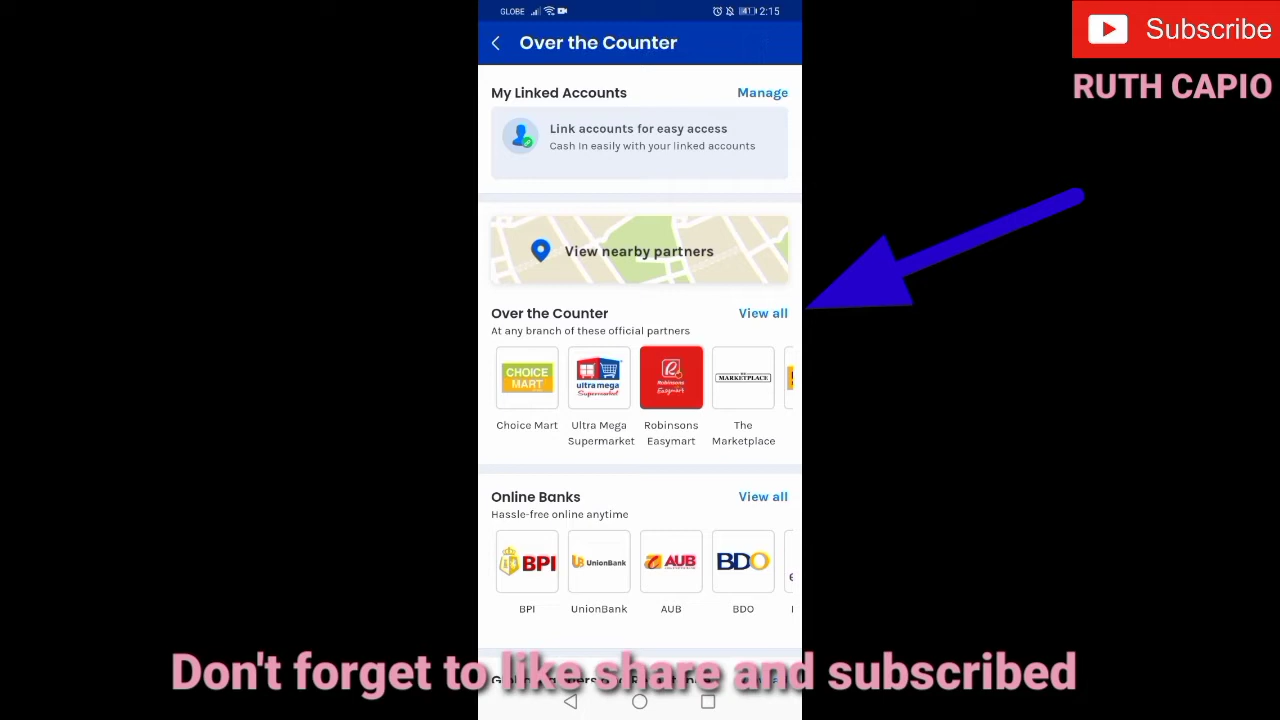 GLOBE
2:15
Subscribe
RUTH CAPIO
Over the Counter
My Linked Accounts Manage
Link accounts for easy access
Cash In easily with your linked accounts
View nearby partners
Over the Counter View all
At any branch of these official partners
CHOICE
MART
ultra mega
Supermarket
Robinsons
Easymart
MARKETPLACE
Choice Mart
Ultra Mega
Supermarket
Robinsons
Easymart
The
Marketplace
Online Banks View all
Hassle-free online anytime
BPI
UnionBank
AUB
BDO
BPI UnionBank AUB BDO
Don't forget to like share and subscribed